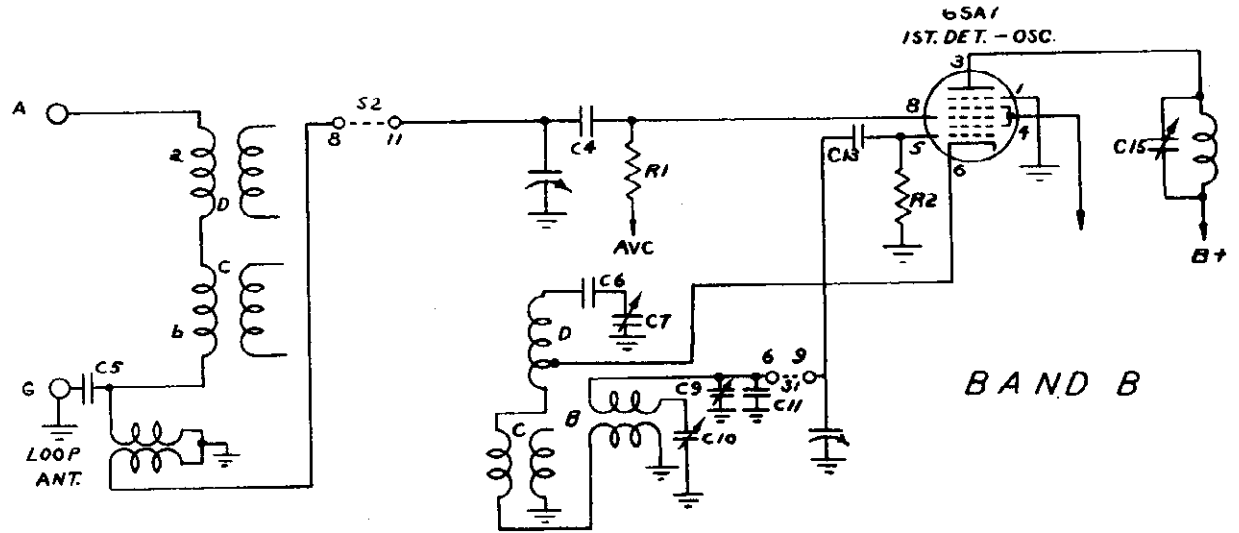 6SA7
1ST. DET. - OSC.
3
A
S2
8
11
a
D
C4
R1
AVC
8
1
4
5
6
C13
R2
C15
B+
C
b
C5
G
LOOP
ANT.
C6
C7
D
6
9
31
C9
C11
B
C10
C
BAND B